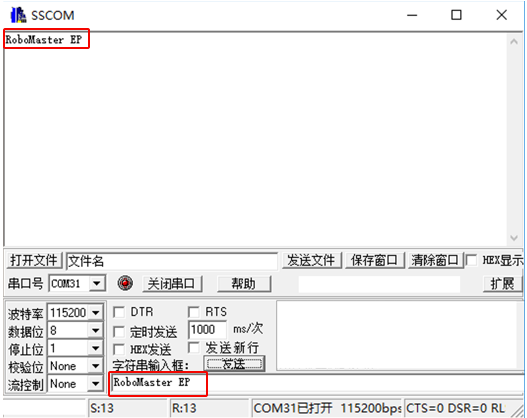 SSCOM
RoboMaster EP
打开文件 文件名 发送文件 保存窗口 清除窗口 HEX显示
串口号 COM31 关闭串口 帮助 扩展
波特率 115200 DTR RTS
数据位 8 定时发送 1000 ms/次
停止位 1 HEX发送 发送新行
校验位 None 字符串输入框: 发送
流控制 None RoboMaster EP
S:13 R:13 COM31已打开 115200bps CTS=0 DSR=0 RL